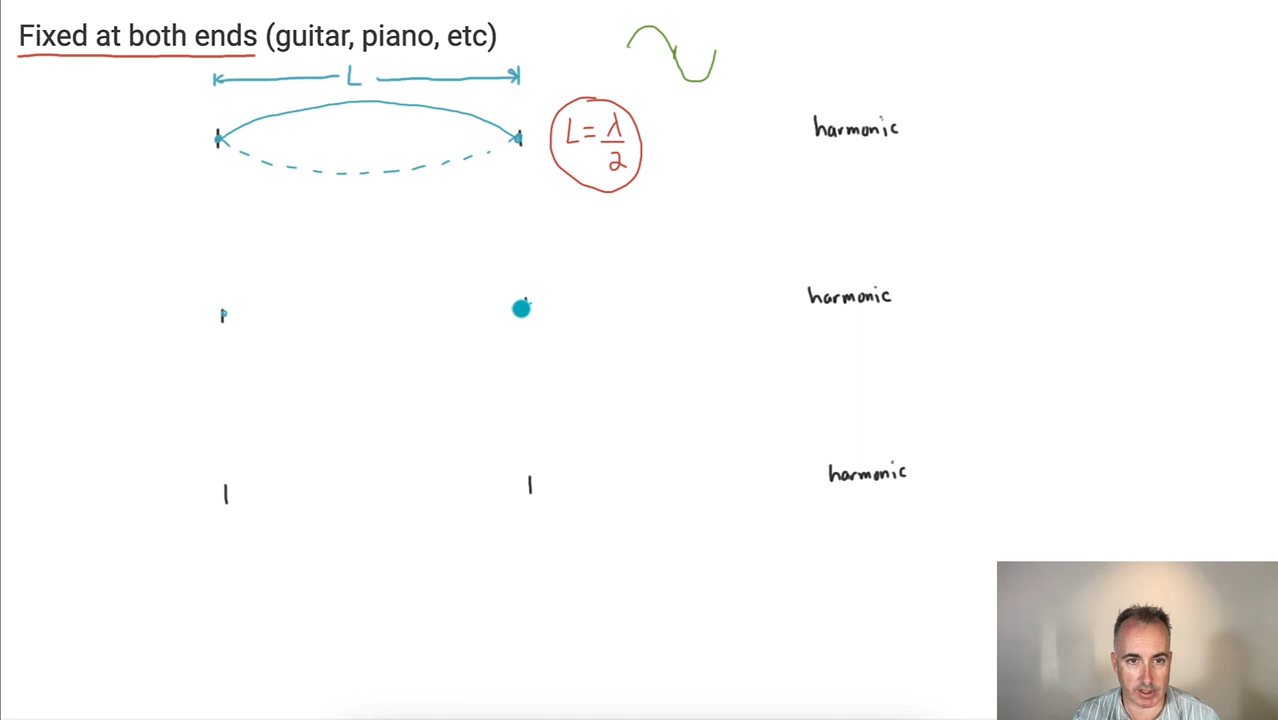 Fixed at both ends (guitar, piano, etc)
L
L = λ/2
harmonic
harmonic
harmonic